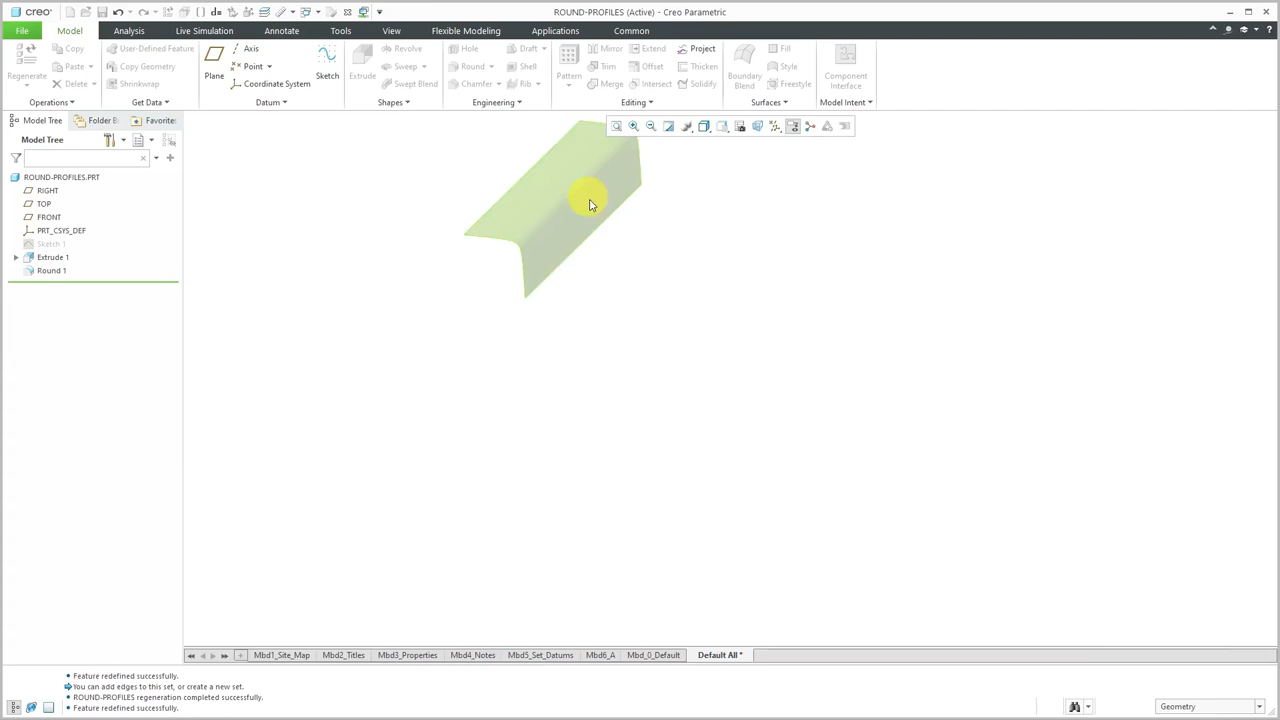 creo
ROUND-PROFILES (Active) - Creo Parametric
File
Model
Analysis
Live Simulation
Annotate
Tools
View
Flexible Modeling
Applications
Common
Regenerate
Copy
Paste
Delete
Operations
User-Defined Feature
Copy Geometry
Shrinkwrap
Get Data
Plane
Axis
Point
Coordinate System
Sketch
Datum
Extrude
Revolve
Sweep
Swept Blend
Shapes
Hole
Round
Chamfer
Draft
Shell
Rib
Engineering
Pattern
Mirror
Trim
Merge
Extend
Offset
Intersect
Project
Thicken
Solidify
Editing
Boundary
Blend
Fill
Style
Freestyle
Surfaces
Component
Interface
Model Intent
Model Tree
Folder B
Favorite
Model Tree
ROUND-PROFILES.PRT
RIGHT
TOP
FRONT
PRT_CSYS_DEF
Sketch 1
Extrude 1
Round 1
Mbd1_Site_Map
Mbd2_Titles
Mbd3_Properties
Mbd4_Notes
Mbd5_Set_Datums
Mbd6_A
Mbd_0_Default
Default All *
Feature redefined successfully.
You can add edges to this set, or create a new set.
ROUND-PROFILES regeneration completed successfully.
Feature redefined successfully.
Geometry